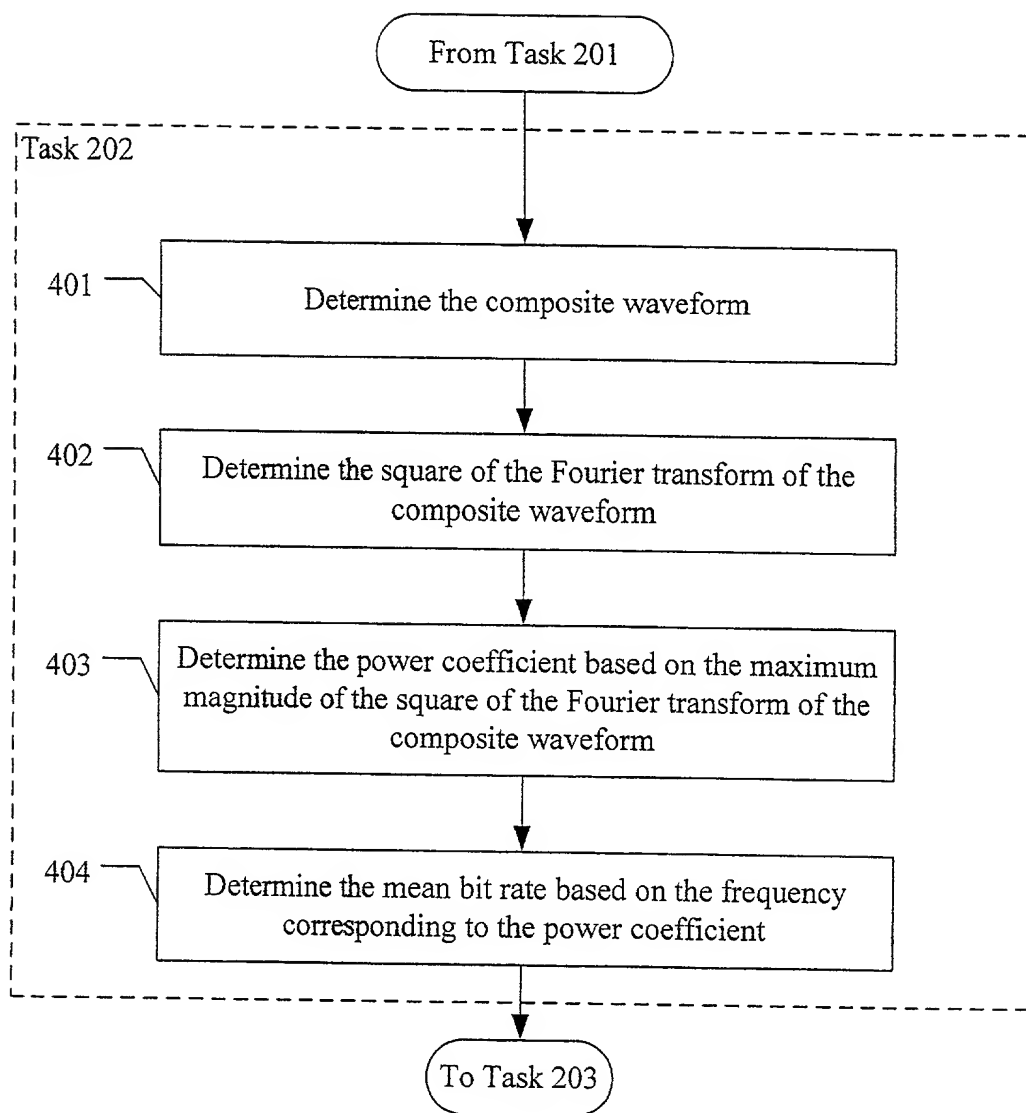 From Task 201
Task 202
401
Determine the composite waveform
402
Determine the square of the Fourier transform of the
composite waveform
403
Determine the power coefficient based on the maximum
magnitude of the square of the Fourier transform of the
composite waveform
404
Determine the mean bit rate based on the frequency
corresponding to the power coefficient
To Task 203